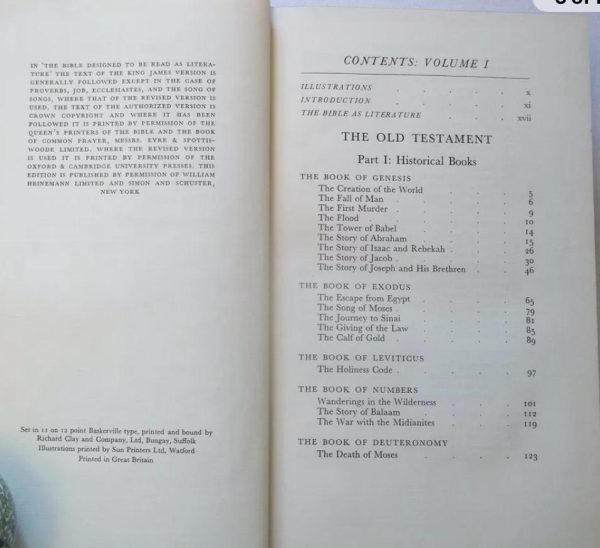 IN 'THE BIBLE DESIGNED TO BE READ AS LITERA-
TURE' THE TEXT OF THE KING JAMES VERSION IS
GENERALLY FOLLOWED EXCEPT IN THE CASE OF
PROVERBS, JOB, ECCLESIASTES, AND THE SONG OF
SONGS, WHERE THAT OF THE REVISED VERSION IS
USED. THE TEXT OF THE AUTHORIZED VERSION IS
CROWN COPYRIGHT AND WHERE IT HAS BEEN
FOLLOWED IT IS PRINTED BY PERMISSION OF THE
QUEEN'S PRINTERS OF THE BIBLE AND THE BOOK
OF COMMON PRAYER, MESSRS. EYRE & SPOTTIS-
WOODE LIMITED. WHERE THE REVISED VERSION
IS USED IT IS PRINTED BY PERMISSION OF THE
OXFORD & CAMBRIDGE UNIVERSITY PRESSES. THIS
EDITION IS PUBLISHED BY PERMISSION OF WILLIAM
HEINEMANN LIMITED AND SIMON AND SCHUSTER,
NEW YORK
Set in 11 on 12 point Baskerville type, printed and bound by
Richard Clay and Company, Ltd, Bungay, Suffolk
Illustrations printed by Sun Printers Ltd, Watford
Printed in Great Britain
CONTENTS: VOLUME I
ILLUSTRATIONS x
INTRODUCTION xi
THE BIBLE AS LITERATURE xvii
THE OLD TESTAMENT
Part I: Historical Books
THE BOOK OF GENESIS
The Creation of the World 5
The Fall of Man 6
The First Murder 9
The Flood 10
The Tower of Babel 14
The Story of Abraham 15
The Story of Isaac and Rebekah 26
The Story of Jacob 30
The Story of Joseph and His Brethren 46
THE BOOK OF EXODUS
The Escape from Egypt 65
The Song of Moses 79
The Journey to Sinai 81
The Giving of the Law 85
The Calf of Gold 89
THE BOOK OF LEVITICUS
The Holiness Code 97
THE BOOK OF NUMBERS
Wanderings in the Wilderness 101
The Story of Balaam 112
The War with the Midianites 119
THE BOOK OF DEUTERONOMY
The Death of Moses 123